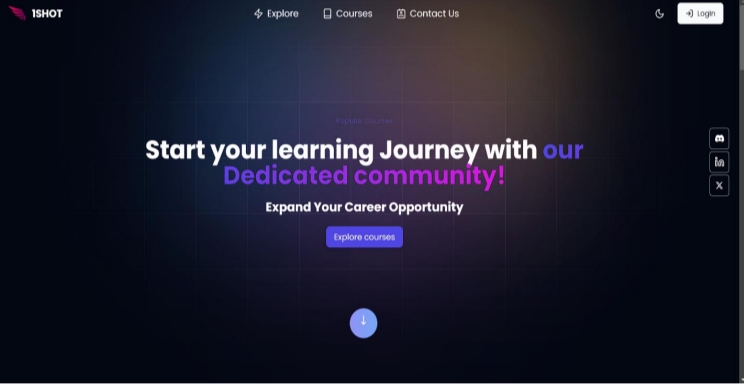 1SHOT
Explore
Courses
Contact Us
Login
Popular Courses
Start your learning Journey with our
Dedicated community!
Expand Your Career Opportunity
Explore courses